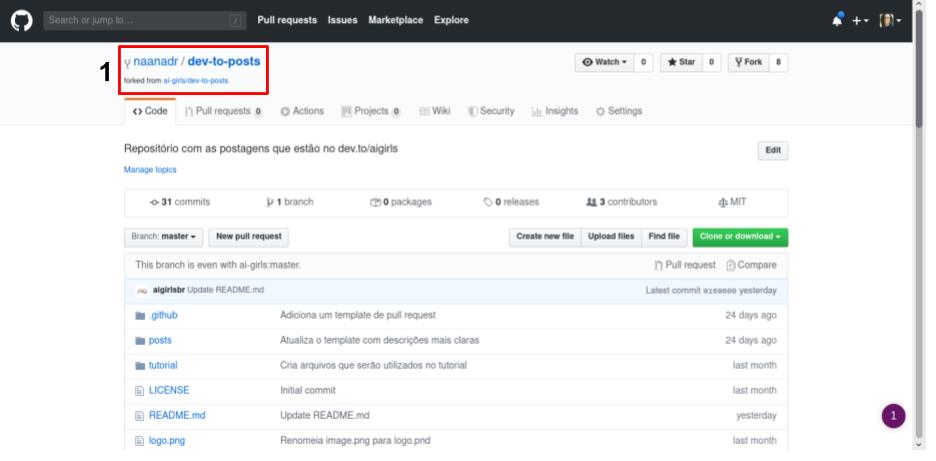 Search or jump to… / Pull requests Issues Marketplace Explore
1 naanadr / dev-to-posts
forked from ai-girls/dev-to-posts
Watch 0 Star 0 Fork 8
Code Pull requests 0 Actions Projects 0 Wiki Security Insights Settings
Repositório com as postagens que estão no dev.to/aigirls Edit
Manage topics
31 commits 1 branch 0 packages 0 releases 3 contributors MIT
Branch: master New pull request Create new file Upload files Find file Clone or download
This branch is even with ai-girls:master. Pull request Compare
aigirlsbr Update README.md Latest commit yesterday
.github Adiciona um template de pull request 24 days ago
posts Atualiza o template com descrições mais claras 24 days ago
tutorial Cria arquivos que serão utilizados no tutorial last month
LICENSE Initial commit last month
README.md Update README.md yesterday
logo.png Renomeia image.png para logo.pnd last month
1